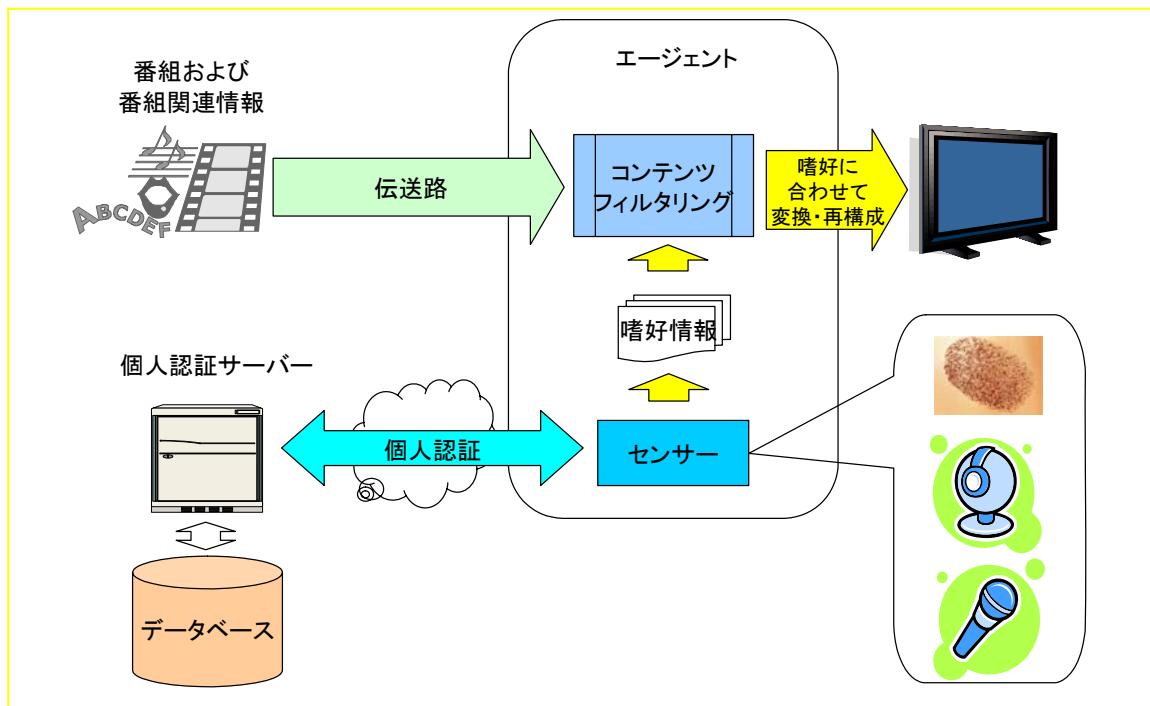 エージェント
番組および
番組関連情報
ABCDEF
伝送路
コンテンツ
フィルタリング
嗜好に
合わせて
変換・再構成
嗜好情報
個人認証サーバー
個人認証
センサー
データベース